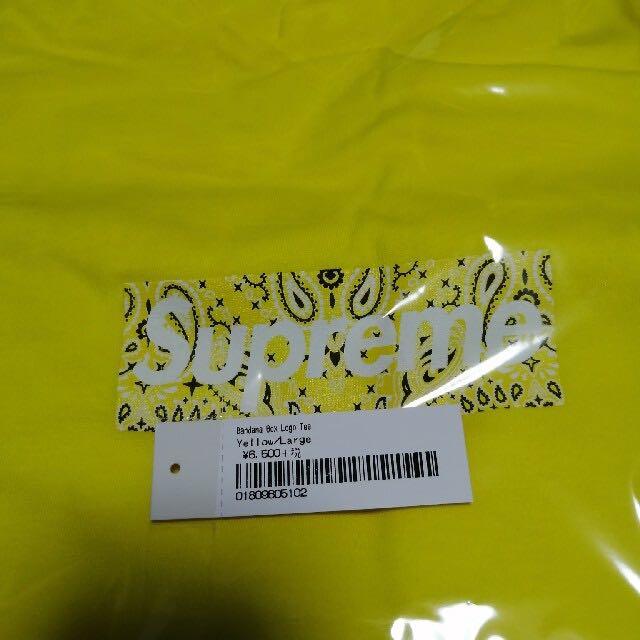 Supreme
Bandana Box Logo Tee
Yellow/Large
¥6,500+税
01809605102